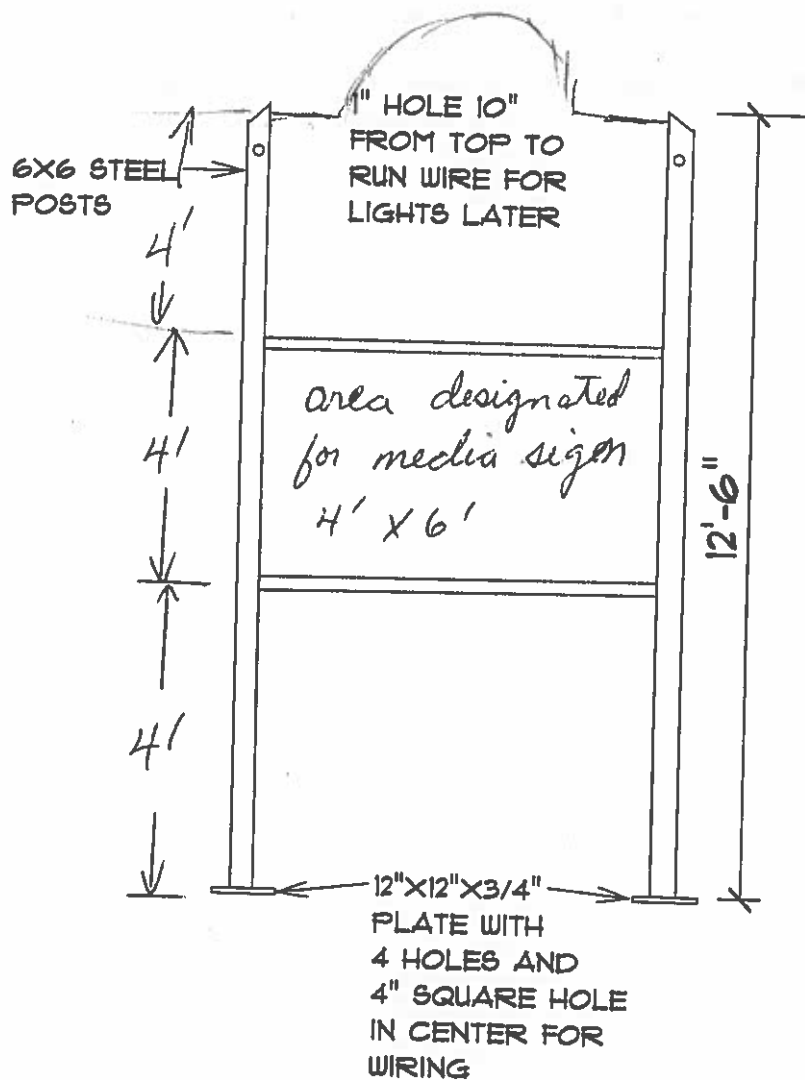 1" HOLE 10"
FROM TOP TO
RUN WIRE FOR
LIGHTS LATER
6X6 STEEL
POSTS
4'
area designated
for media sign
4' X 6'
4'
12'-6"
4'
12"X12"X3/4"
PLATE WITH
4 HOLES AND
4" SQUARE HOLE
IN CENTER FOR
WIRING